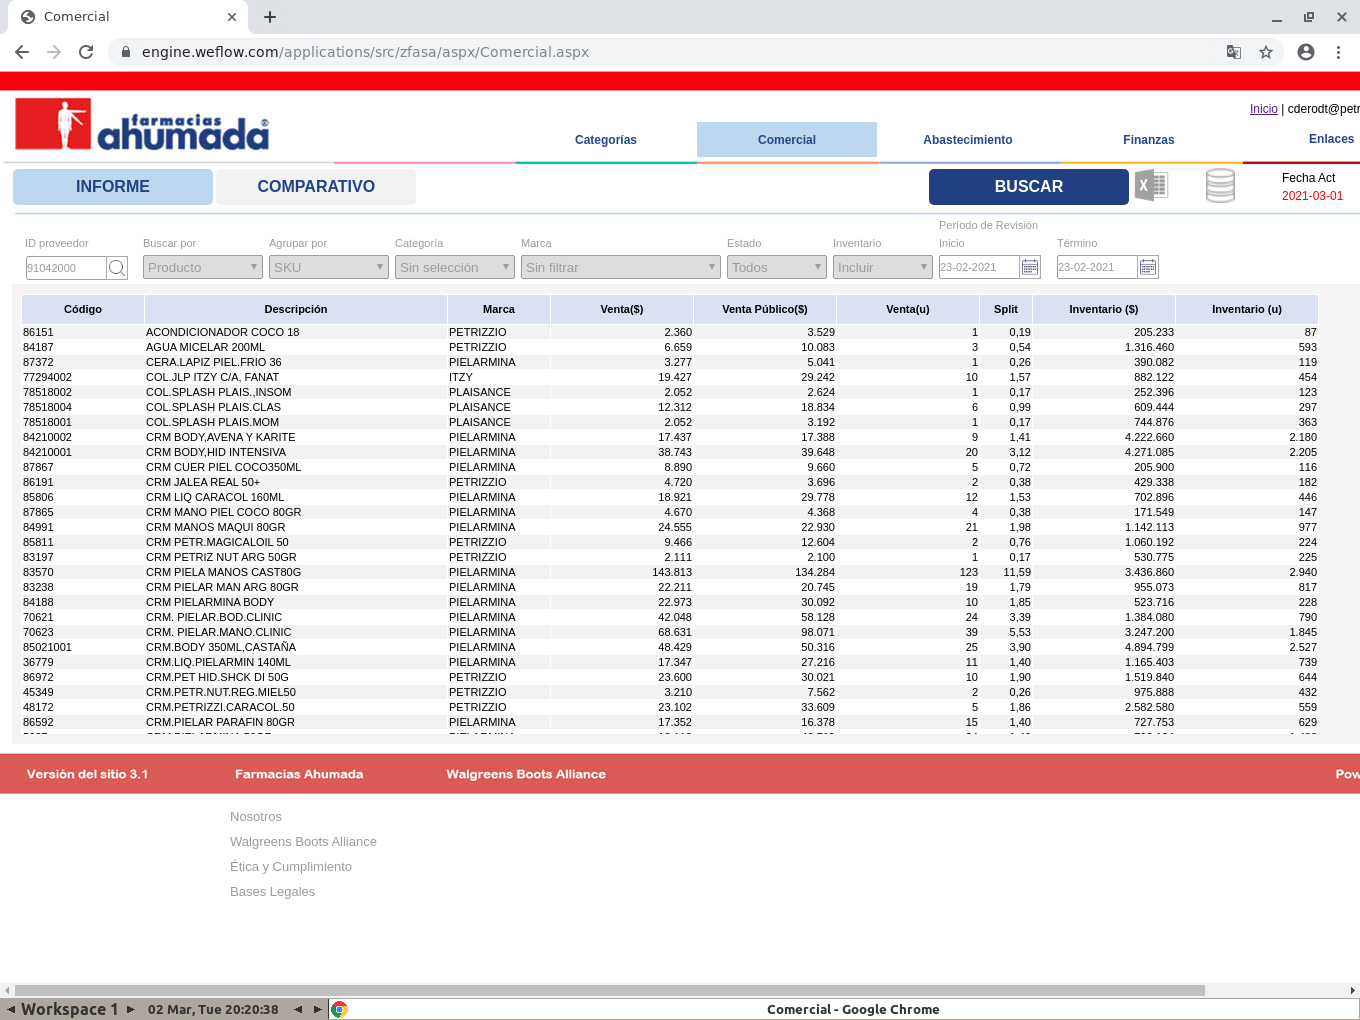 Comercial
engine.weflow.com/applications/src/zfasa/aspx/Comercial.aspx
farmacias
ahumada
Inicio | cderodt@petr
Categorías Comercial Abastecimiento Finanzas Enlaces
INFORME COMPARATIVO BUSCAR
Fecha Act
2021-03-01
Período de Revisión
ID proveedor Buscar por Agrupar por Categoría Marca Estado Inventario Inicio Término
91042000 Producto SKU Sin selección Sin filtrar Todos Incluir 23-02-2021 23-02-2021
Código Descripción Marca Venta($) Venta Público($) Venta(u) Split Inventario ($) Inventario (u)
86151 ACONDICIONADOR COCO 18 PETRIZZIO 2.360 3.529 1 0,19 205.233 87
84187 AGUA MICELAR 200ML PETRIZZIO 6.659 10.083 3 0,54 1.316.460 593
87372 CERA.LAPIZ PIEL.FRIO 36 PIELARMINA 3.277 5.041 1 0,26 390.082 119
77294002 COL.JLP ITZY C/A, FANAT ITZY 19.427 29.242 10 1,57 882.122 454
78518002 COL.SPLASH PLAIS.,INSOM PLAISANCE 2.052 2.624 1 0,17 252.396 123
78518004 COL.SPLASH PLAIS.CLAS PLAISANCE 12.312 18.834 6 0,99 609.444 297
78518001 COL.SPLASH PLAIS.MOM PLAISANCE 2.052 3.192 1 0,17 744.876 363
84210002 CRM BODY,AVENA Y KARITE PIELARMINA 17.437 17.388 9 1,41 4.222.660 2.180
84210001 CRM BODY,HID INTENSIVA PIELARMINA 38.743 39.648 20 3,12 4.271.085 2.205
87867 CRM CUER PIEL COCO350ML PIELARMINA 8.890 9.660 5 0,72 205.900 116
86191 CRM JALEA REAL 50+ PETRIZZIO 4.720 3.696 2 0,38 429.338 182
85806 CRM LIQ CARACOL 160ML PIELARMINA 18.921 29.778 12 1,53 702.896 446
87865 CRM MANO PIEL COCO 80GR PIELARMINA 4.670 4.368 4 0,38 171.549 147
84991 CRM MANOS MAQUI 80GR PIELARMINA 24.555 22.930 21 1,98 1.142.113 977
85811 CRM PETR.MAGICALOIL 50 PETRIZZIO 9.466 12.604 2 0,76 1.060.192 224
83197 CRM PETRIZ NUT ARG 50GR PETRIZZIO 2.111 2.100 1 0,17 530.775 225
83570 CRM PIELA MANOS CAST80G PIELARMINA 143.813 134.284 123 11,59 3.436.860 2.940
83238 CRM PIELAR MAN ARG 80GR PIELARMINA 22.211 20.745 19 1,79 955.073 817
84188 CRM PIELARMINA BODY PIELARMINA 22.973 30.092 10 1,85 523.716 228
70621 CRM. PIELAR.BOD.CLINIC PIELARMINA 42.048 58.128 24 3,39 1.384.080 790
70623 CRM. PIELAR.MANO.CLINIC PIELARMINA 68.631 98.071 39 5,53 3.247.200 1.845
85021001 CRM.BODY 350ML,CASTAÑA PIELARMINA 48.429 50.316 25 3,90 4.894.799 2.527
36779 CRM.LIQ.PIELARMIN 140ML PIELARMINA 17.347 27.216 11 1,40 1.165.403 739
86972 CRM.PET HID.SHCK DI 50G PETRIZZIO 23.600 30.021 10 1,90 1.519.840 644
45349 CRM.PETR.NUT.REG.MIEL50 PETRIZZIO 3.210 7.562 2 0,26 975.888 432
48172 CRM.PETRIZZI.CARACOL.50 PETRIZZIO 23.102 33.609 5 1,86 2.582.580 559
86592 CRM.PIELAR PARAFIN 80GR PIELARMINA 17.352 16.378 15 1,40 727.753 629
Versión del sitio 3.1 Farmacias Ahumada Walgreens Boots Alliance Pow
Nosotros
Walgreens Boots Alliance
Ética y Cumplimiento
Bases Legales
Workspace 1 02 Mar, Tue 20:20:38 Comercial - Google Chrome